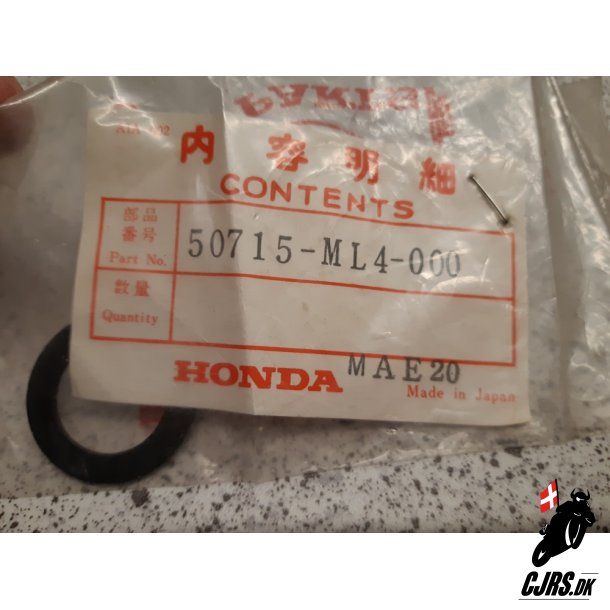 内容明細
CONTENTS
部品番号
Part No.
50715-ML4-000
数量
Quantity
HONDA
MAE20
Made in Japan
CJRS.DK